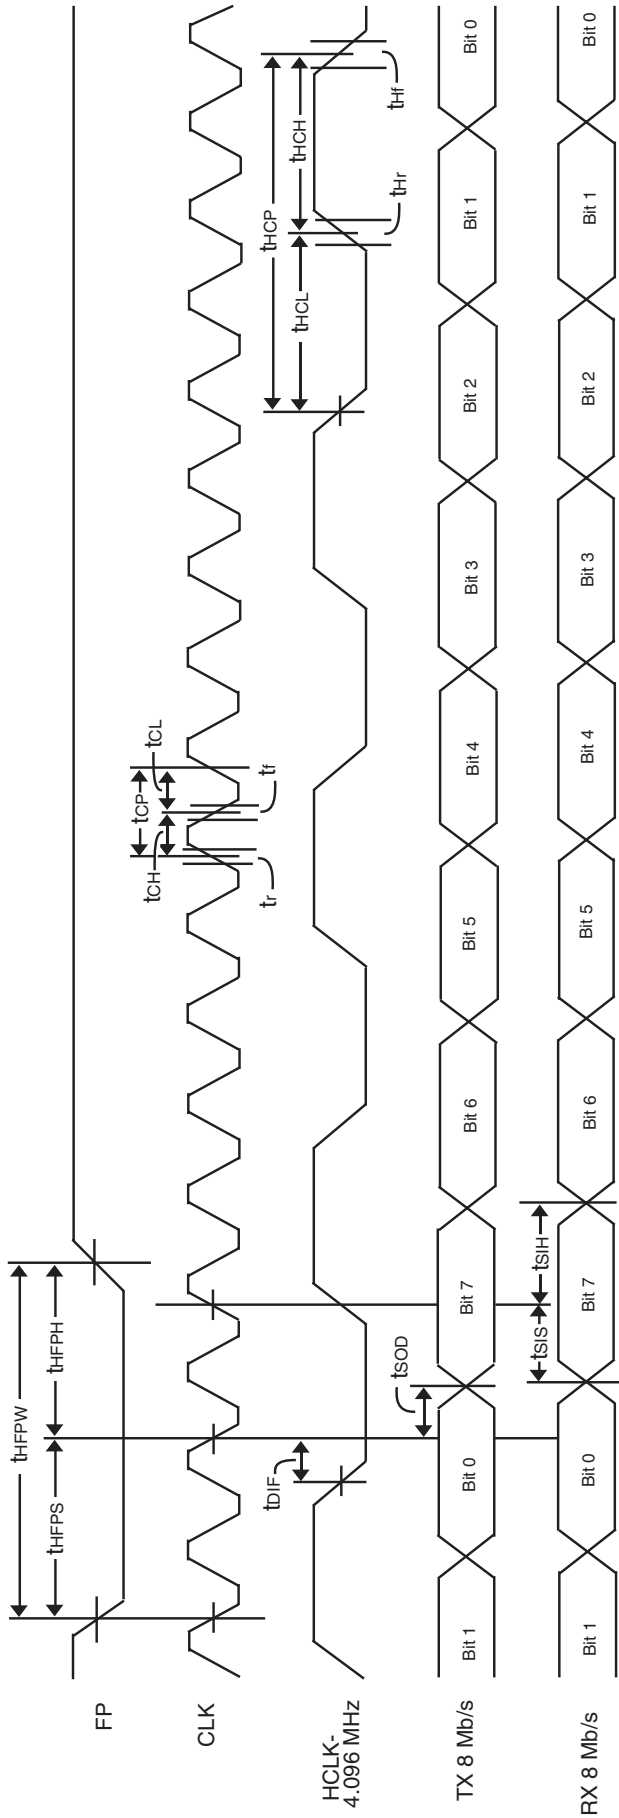 FP
tHFPW
tHFPS
tHFPH
CLK
tCP
tCH
tCL
tr
tf
HCLK-
4.096 MHz
tDIF
tHCP
tHCL
tHCH
tHr
tHf
TX 8 Mb/s
tSOD
Bit 1
Bit 0
Bit 7
Bit 6
Bit 5
Bit 4
Bit 3
Bit 2
Bit 1
Bit 0
RX 8 Mb/s
tSIS
tSIH
Bit 1
Bit 0
Bit 7
Bit 6
Bit 5
Bit 4
Bit 3
Bit 2
Bit 1
Bit 0